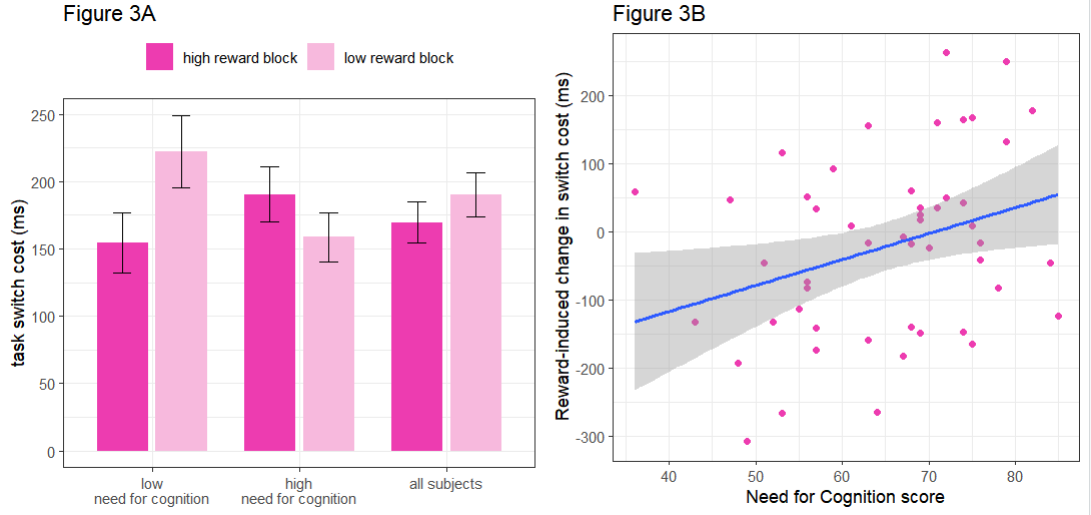 Figure 3A
high reward block
low reward block
task switch cost (ms)
250
200
150
100
50
0
low
need for cognition
high
need for cognition
all subjects
Figure 3B
Reward-induced change in switch cost (ms)
200
100
0
-100
-200
-300
40
50
60
70
80
Need for Cognition score